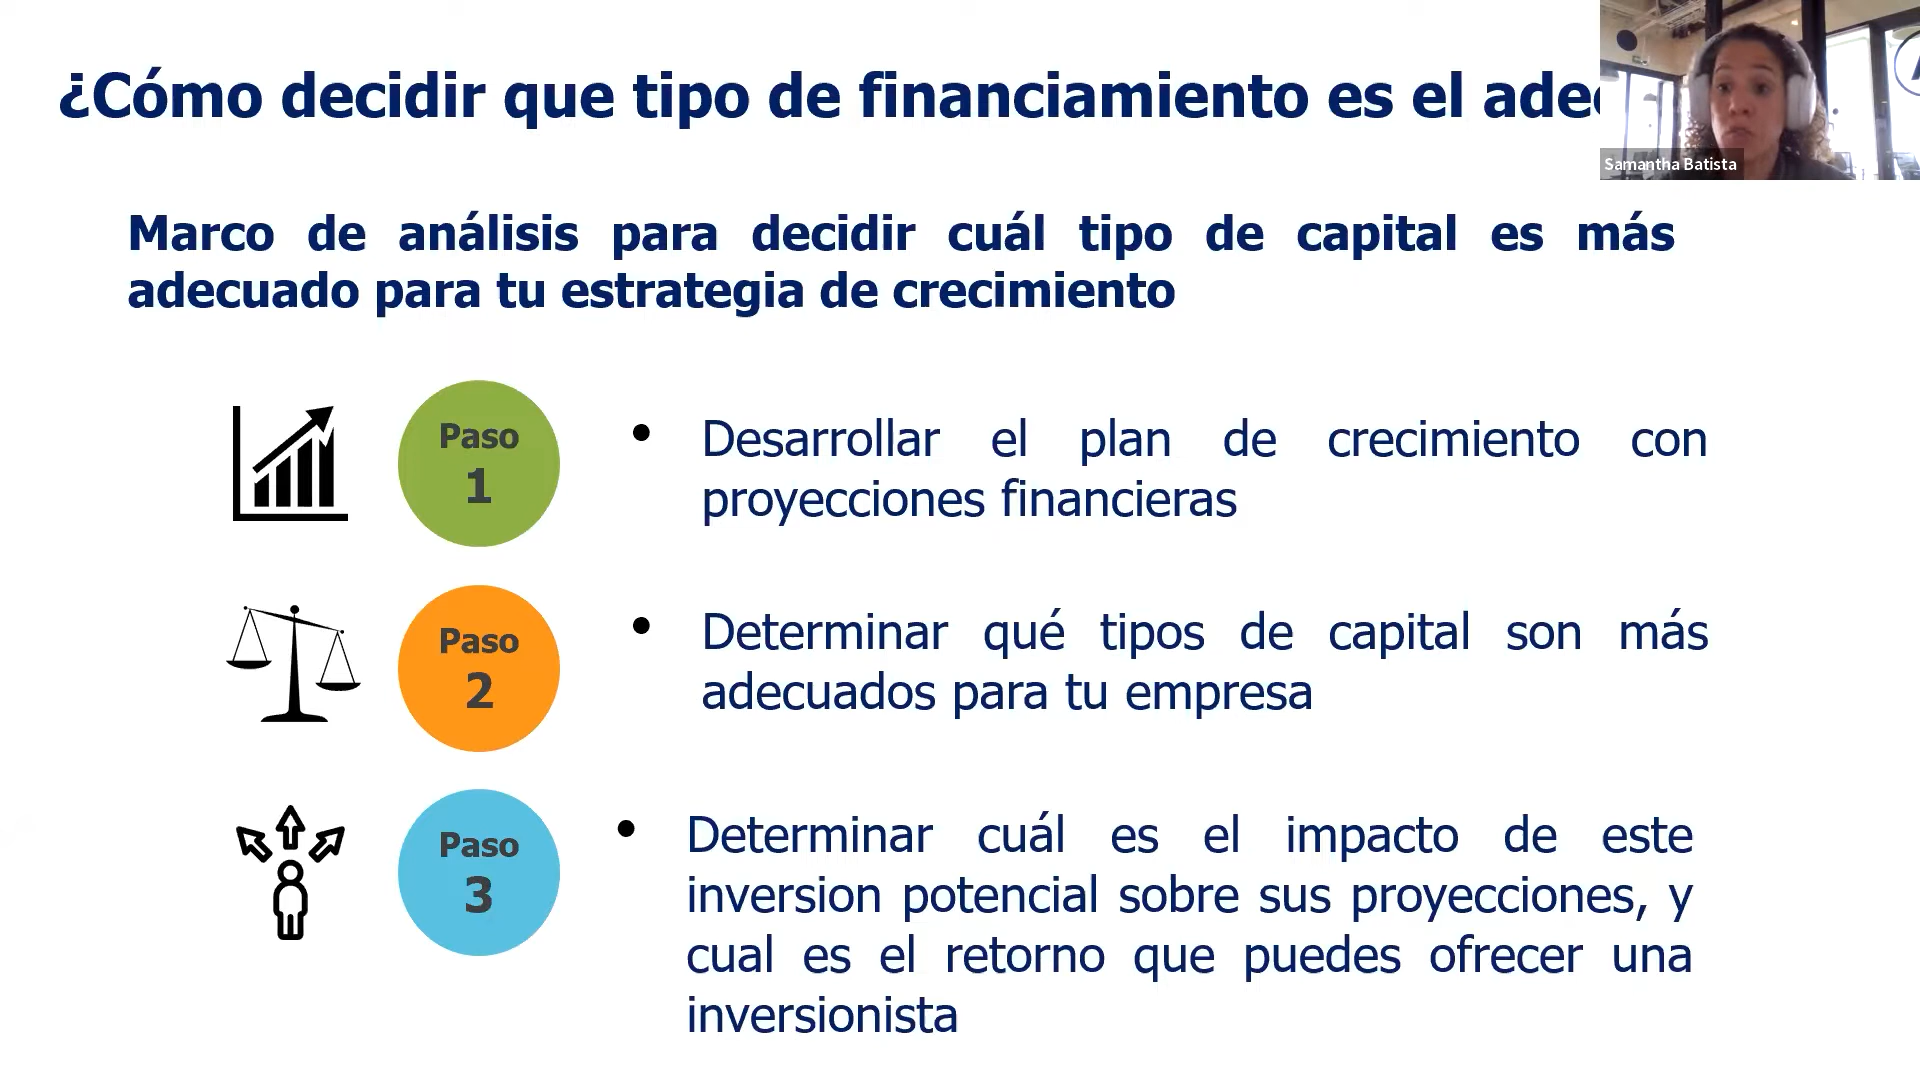 ¿Cómo decidir que tipo de financiamiento es el
Samantha Batista
Marco de análisis para decidir cuál tipo de capital es más
adecuado para tu estrategia de crecimiento
Paso
1
Desarrollar el plan de crecimiento con
proyecciones financieras
Paso
2
Determinar qué tipos de capital son más
adecuados para tu empresa
Paso
3
Determinar cuál es el impacto de este
inversion potencial sobre sus proyecciones, y
cual es el retorno que puedes ofrecer una
inversionista